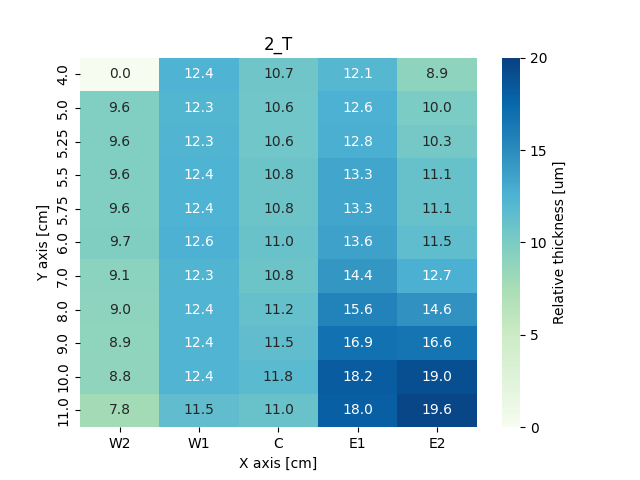 2_T
4.0 0.0 12.4 10.7 12.1 8.9
5.0 9.6 12.3 10.6 12.6 10.0
5.25 9.6 12.3 10.6 12.8 10.3
5.5 9.6 12.4 10.8 13.3 11.1
5.75 9.6 12.4 10.8 13.3 11.1
6.0 9.7 12.6 11.0 13.6 11.5
7.0 9.1 12.3 10.8 14.4 12.7
8.0 9.0 12.4 11.2 15.6 14.6
9.0 8.9 12.4 11.5 16.9 16.6
10.0 8.8 12.4 11.8 18.2 19.0
11.0 7.8 11.5 11.0 18.0 19.6
W2 W1 C E1 E2
X axis [cm]
Y axis [cm]
20
15
10
5
0
Relative thickness [um]